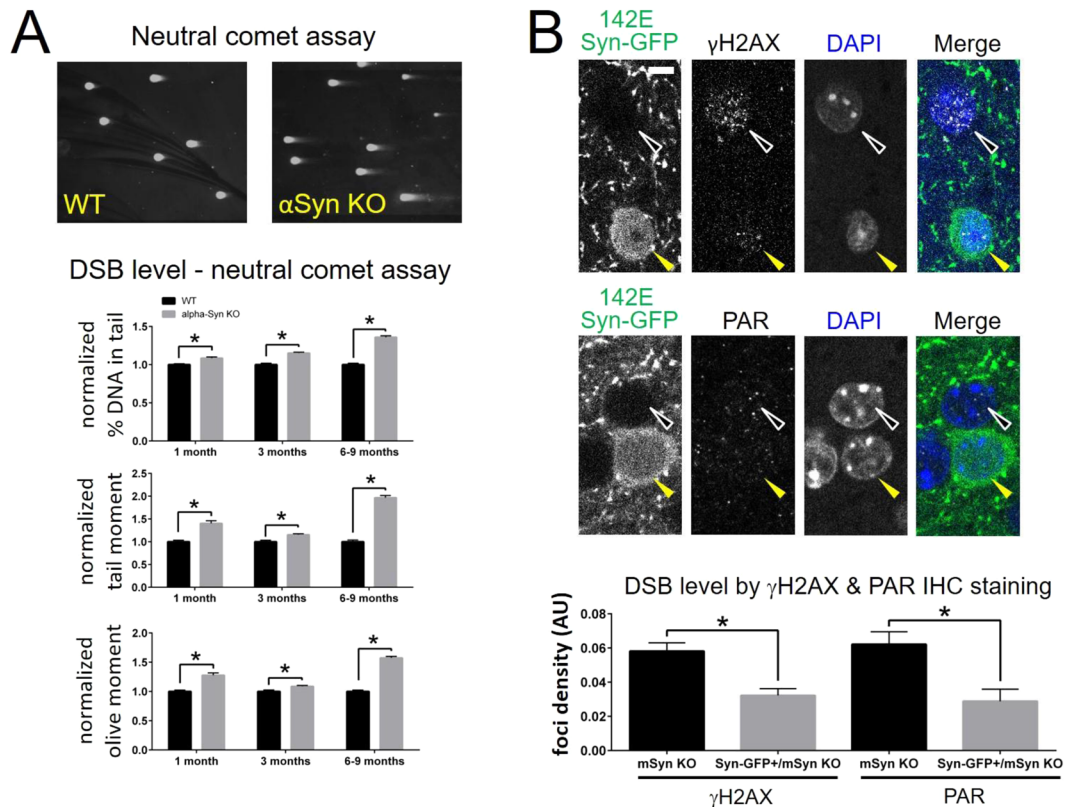 A
Neutral comet assay
WT
αSyn KO
DSB level - neutral comet assay
WT
alpha-Syn KO
normalized
% DNA in tail
1.5
1.0
0.5
0.0
*
*
*
1 month
3 months
6-9 months
normalized
tail moment
2.5
2.0
1.5
1.0
0.5
0.0
*
*
*
1 month
3 months
6-9 months
normalized
olive moment
2.0
1.5
1.0
0.5
0.0
*
*
*
1 month
3 months
6-9 months
B
142E
Syn-GFP
γH2AX
DAPI
Merge
142E
Syn-GFP
PAR
DAPI
Merge
DSB level by γH2AX & PAR IHC staining
foci density (AU)
0.08
0.06
0.04
0.02
0.00
*
*
mSyn KO
Syn-GFP+/mSyn KO
mSyn KO
Syn-GFP+/mSyn KO
γH2AX
PAR